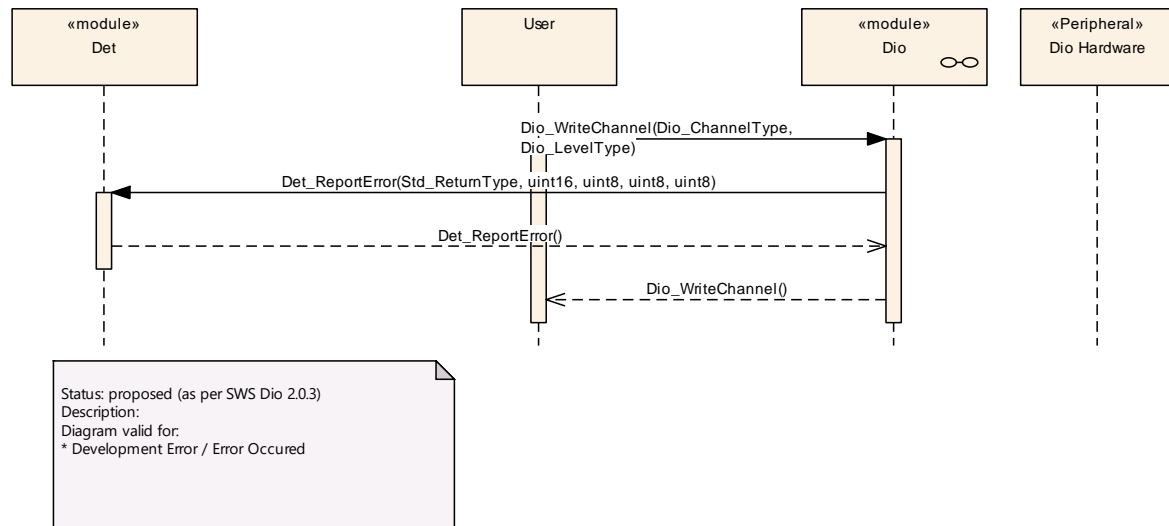 «module»
Det
User
«module»
Dio
«Peripheral»
Dio Hardware
Dio_WriteChannel(Dio_ChannelType,
Dio_LevelType)
Det_ReportError(Std_ReturnType, uint16, uint8, uint8, uint8)
Det_ReportError()
Dio_WriteChannel()
Status: proposed (as per SWS Dio 2.0.3)
Description:
Diagram valid for:
* Development Error / Error Occured